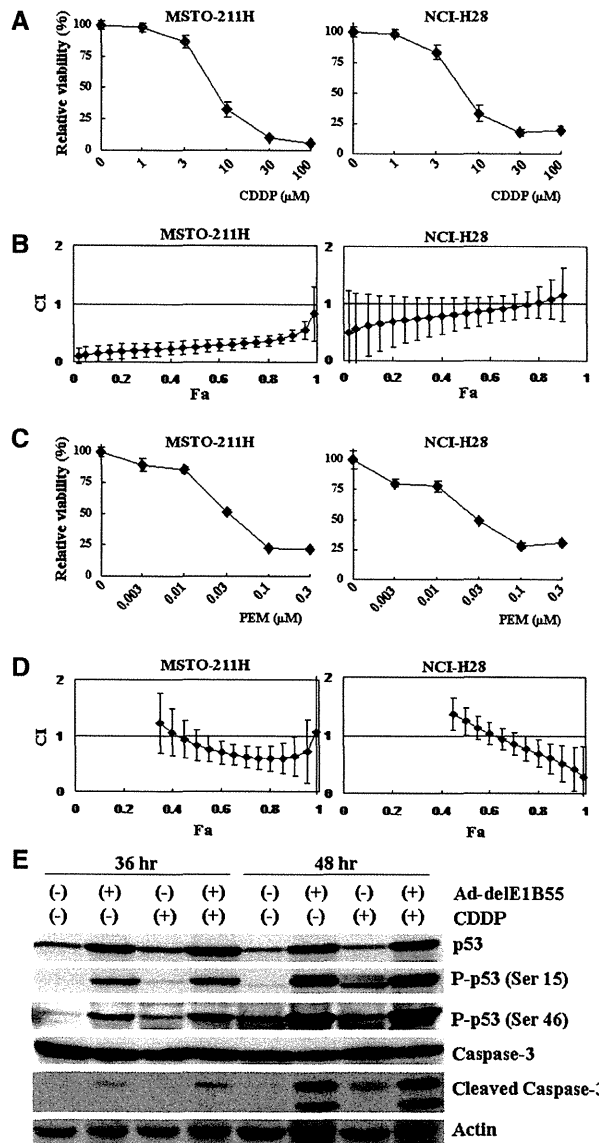 A
MSTO-211H
NCI-H28
Relative viability (%)
100
75
50
25
0
0 1 3 10 30 100
CDDP (μM)
100
75
50
25
0
0 1 3 10 30 100
CDDP (μM)
B
MSTO-211H
NCI-H28
CI
2
1
0
0 0.2 0.4 0.6 0.8 1
Fa
2
1
0
0 0.2 0.4 0.6 0.8 1
Fa
C
MSTO-211H
NCI-H28
Relative viability (%)
100
75
50
25
0
0 0.003 0.01 0.03 0.1 0.3
PEM (μM)
100
75
50
25
0
0 0.003 0.01 0.03 0.1 0.3
PEM (μM)
D
MSTO-211H
NCI-H28
CI
2
1
0
0 0.2 0.4 0.6 0.8 1
Fa
2
1
0
0 0.2 0.4 0.6 0.8 1
Fa
E
36 hr 48 hr
(-) (+) (-) (+) (-) (+) (-) (+) Ad-delE1B55
(-) (-) (+) (+) (-) (-) (+) (+) CDDP
p53
P-p53 (Ser 15)
P-p53 (Ser 46)
Caspase-3
Cleaved Caspase-3
Actin